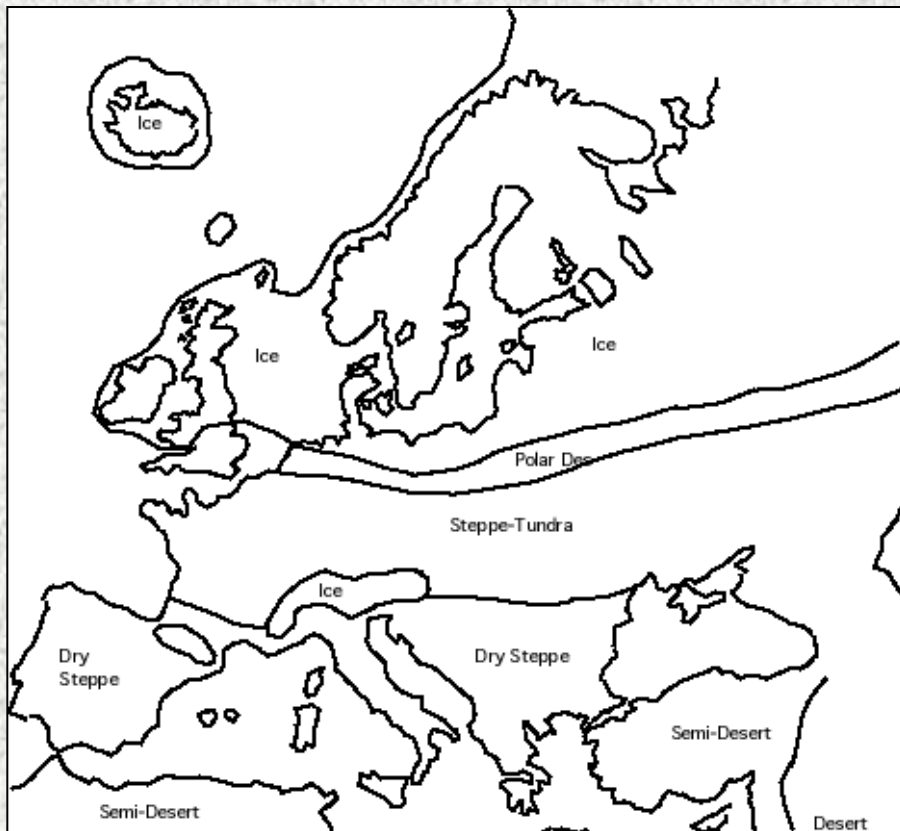 Ice
Ice
Ice
Polar Des
Steppe-Tundra
Ice
Dry
Steppe
Dry Steppe
Semi-Desert
Semi-Desert
Desert